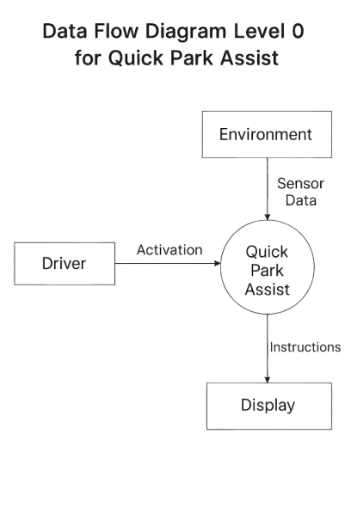 Data Flow Diagram Level 0
for Quick Park Assist
Environment
Sensor
Data
Driver
Activation
Quick
Park
Assist
Instructions
Display